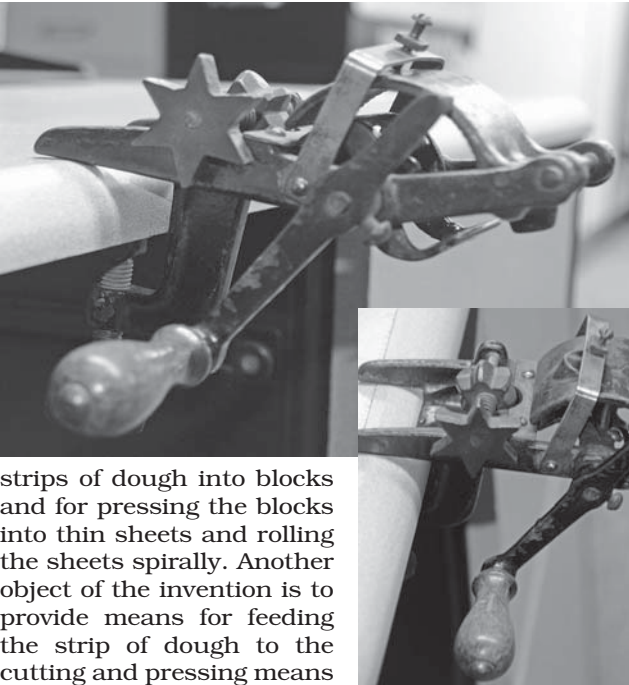 strips of dough into blocks
and for pressing the blocks
into thin sheets and rolling
the sheets spirally. Another
object of the invention is to
provide means for feeding
the strip of dough to the
cutting and pressing means